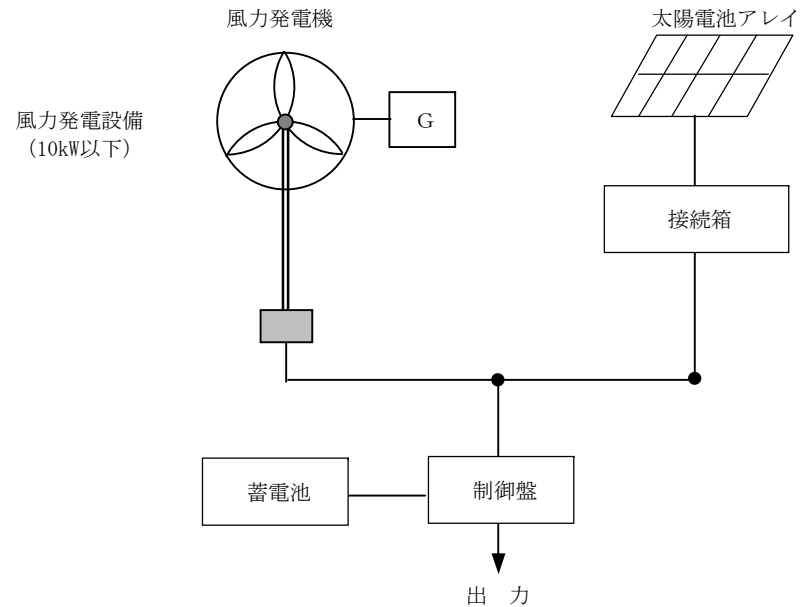 風力発電機
太陽電池アレイ
風力発電設備
(10kW以下)
G
接続箱
蓄電池
制御盤
出 力